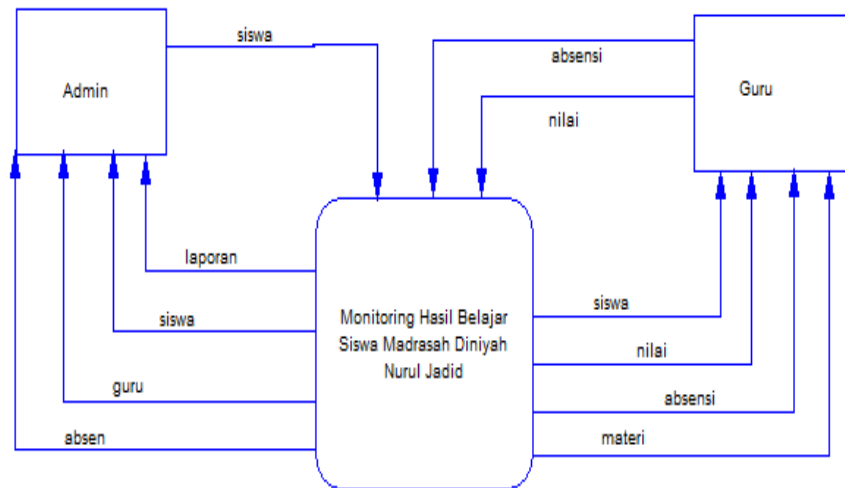 siswa
absensi
Admin
Guru
nilai
laporan
siswa
Monitoring Hasil Belajar
Siswa Madrasah Diniyah
Nurul Jadid
siswa
nilai
guru
absensi
absen
materi